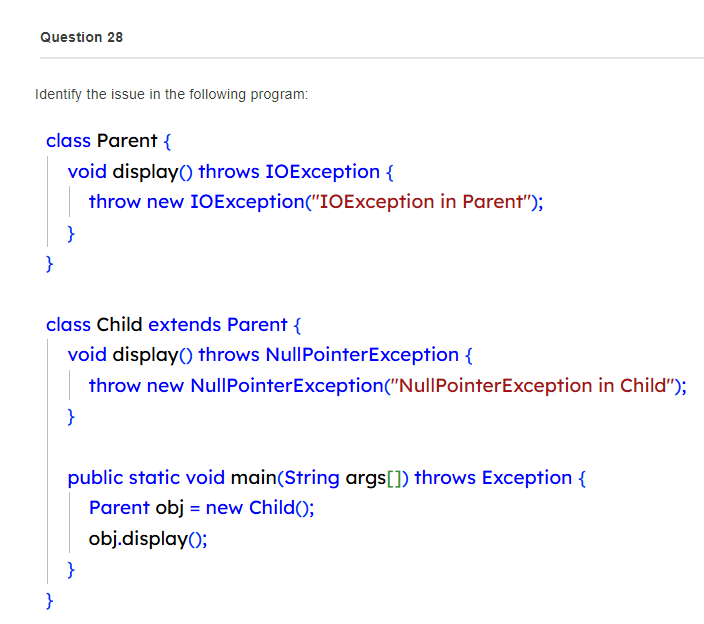 Question 28
Identify the issue in the following program:
class Parent {
void display() throws IOException {
throw new IOException("IOException in Parent");
}
}
class Child extends Parent {
void display() throws NullPointerException {
throw new NullPointerException("NullPointerException in Child");
}
public static void main(String args[]) throws Exception {
Parent obj = new Child();
obj.display();
}
}